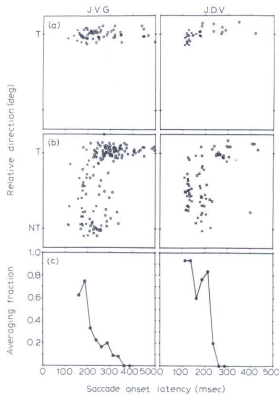 JVG JDV
(a)
T
Relative direction (deg)
(b)
T
NT
(c)
Averaging fraction
1.0
0.8
0.6
0.4
0.2
0 100 200 300 400 500 0 100 200 300 400 500
Saccade onset latency (msec)